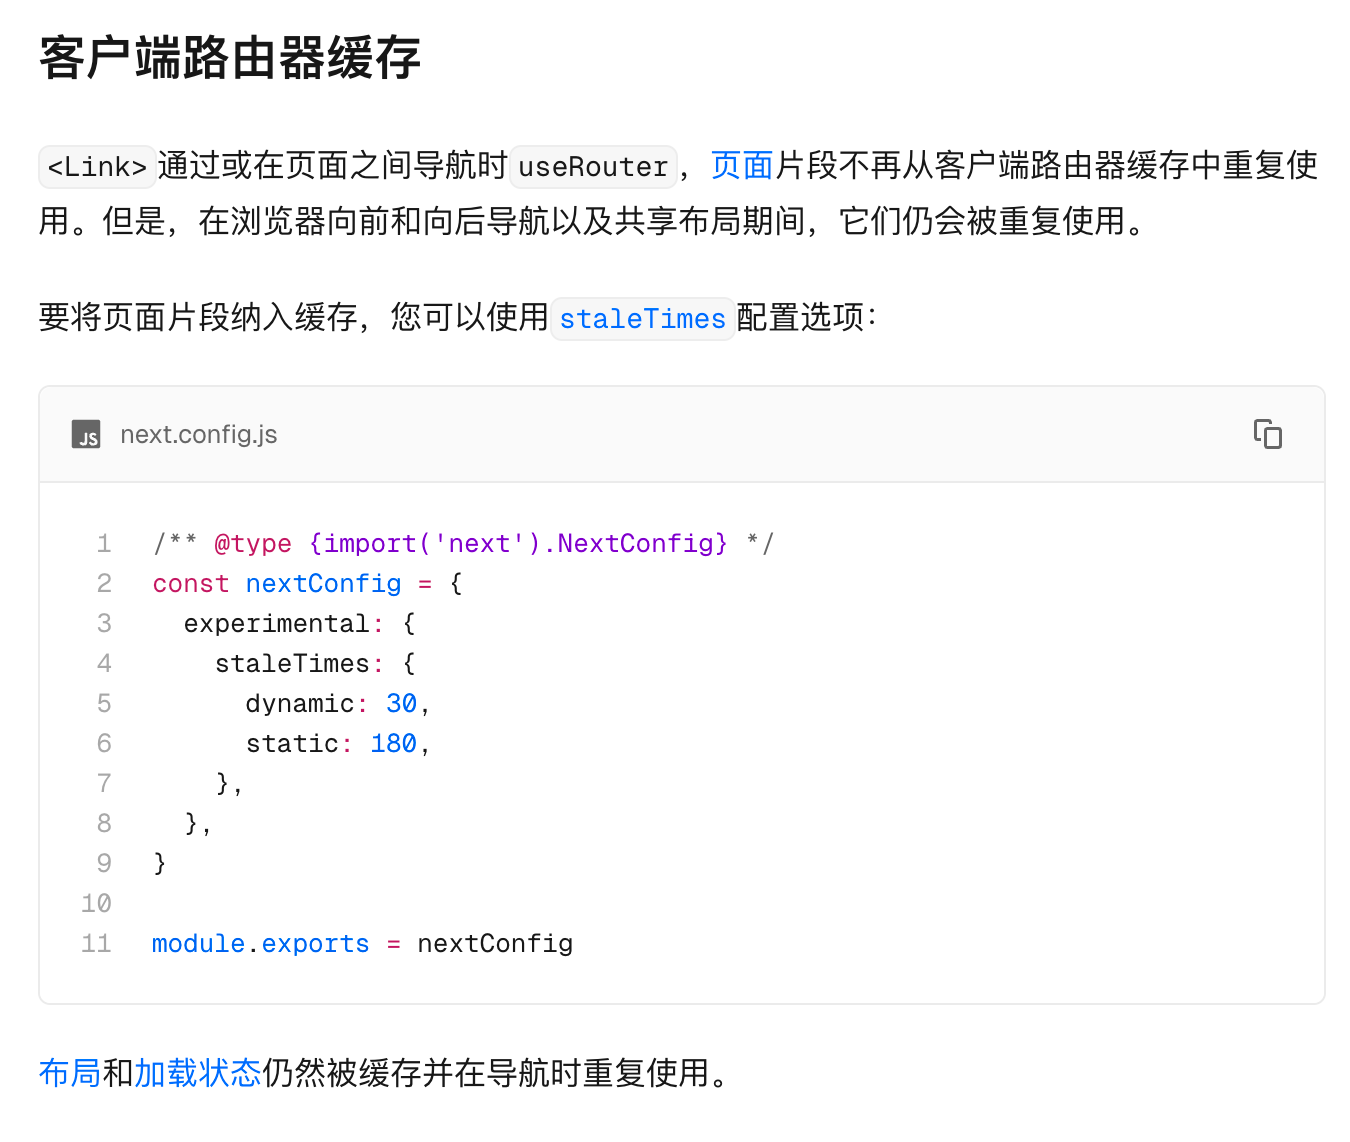 客户端路由器缓存
<Link>通过或在页面之间导航时useRouter，页面片段不再从客户端路由器缓存中重复使
用。但是，在浏览器向前和向后导航以及共享布局期间，它们仍会被重复使用。
要将页面片段纳入缓存，您可以使用staleTimes配置选项：
JS next.config.js
1 /** @type {import('next').NextConfig} */
2 const nextConfig = {
3   experimental: {
4     staleTimes: {
5       dynamic: 30,
6       static: 180,
7     },
8   },
9 }
10
11 module.exports = nextConfig
布局和加载状态仍然被缓存并在导航时重复使用。